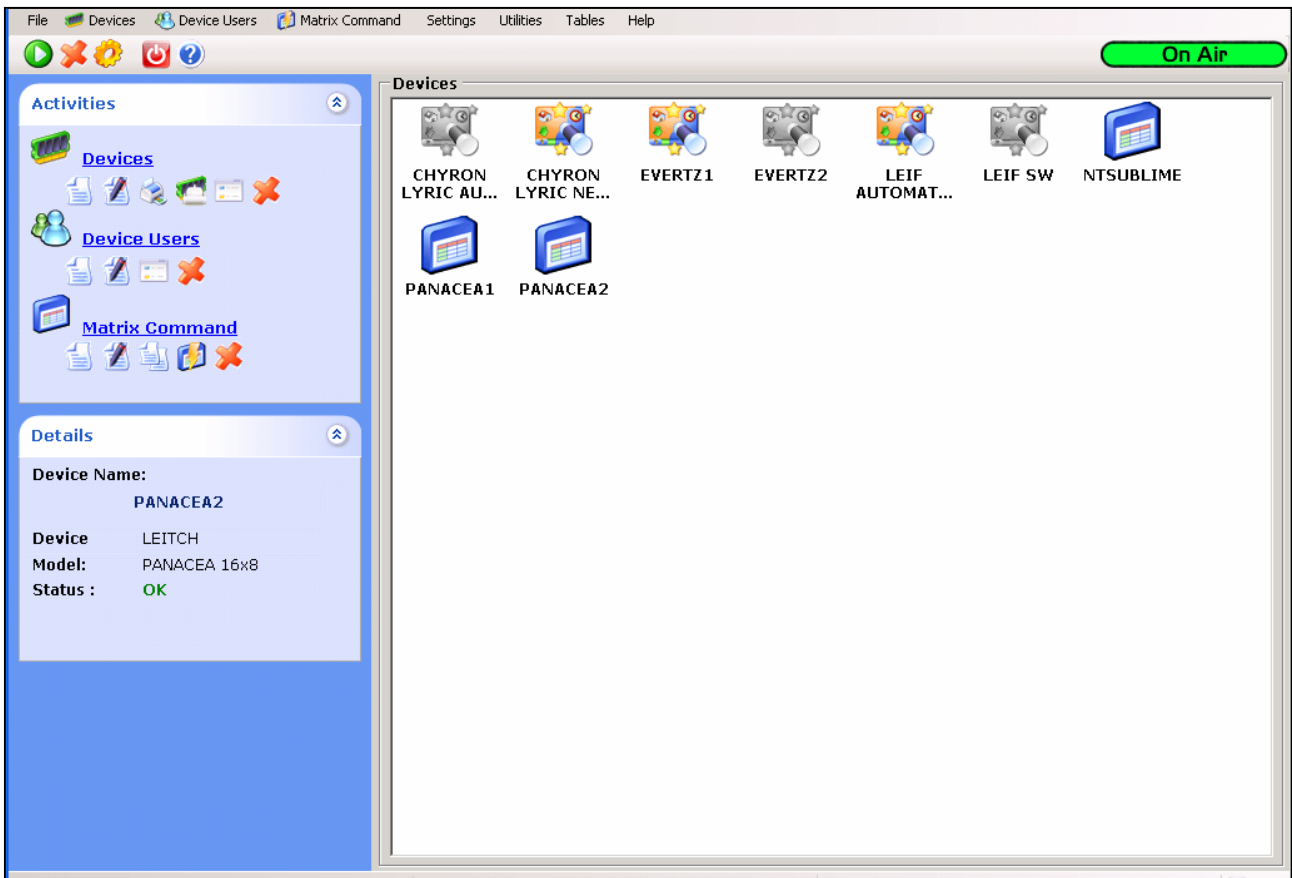 File Devices Device Users Matrix Command Settings Utilities Tables Help
On Air
Activities
Devices
Device Users
Matrix Command
Details
Device Name:
PANACEA2
Device LEITCH
Model: PANACEA 16x8
Status : OK
Devices
CHYRON LYRIC AU...
CHYRON LYRIC NE...
EVERTZ1
EVERTZ2
LEIF AUTOMAT...
LEIF SW
NTSUBLIME
PANACEA1
PANACEA2